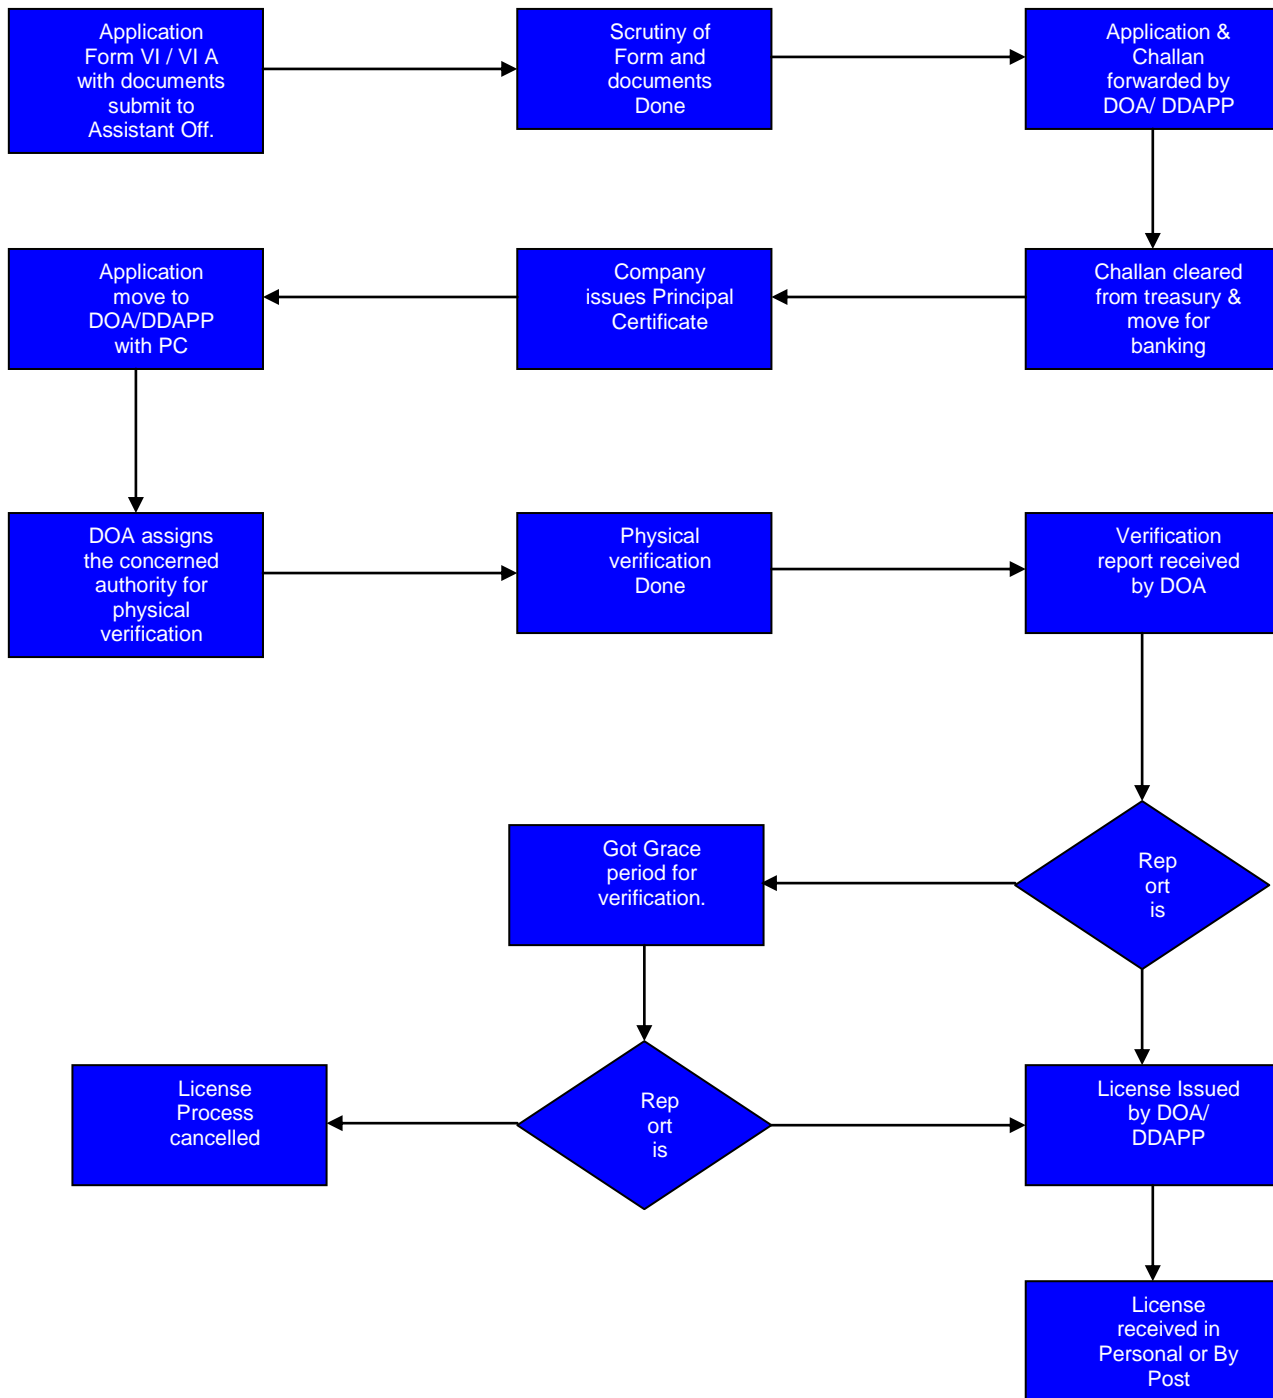 Application
Form VI / VI A
with documents
submit to
Assistant Off.
Scrutiny of
Form and
documents
Done
Application &
Challan
forwarded by
DOA/ DDAPP
Application
move to
DOA/DDAPP
with PC
Company
issues Principal
Certificate
Challan cleared
from treasury &
move for
banking
DOA assigns
the concerned
authority for
physical
verification
Physical
verification
Done
Verification
report received
by DOA
Got Grace
period for
verification.
Rep
ort
is
License
Process
cancelled
Rep
ort
is
License Issued
by DOA/
DDAPP
License
received in
Personal or By
Post